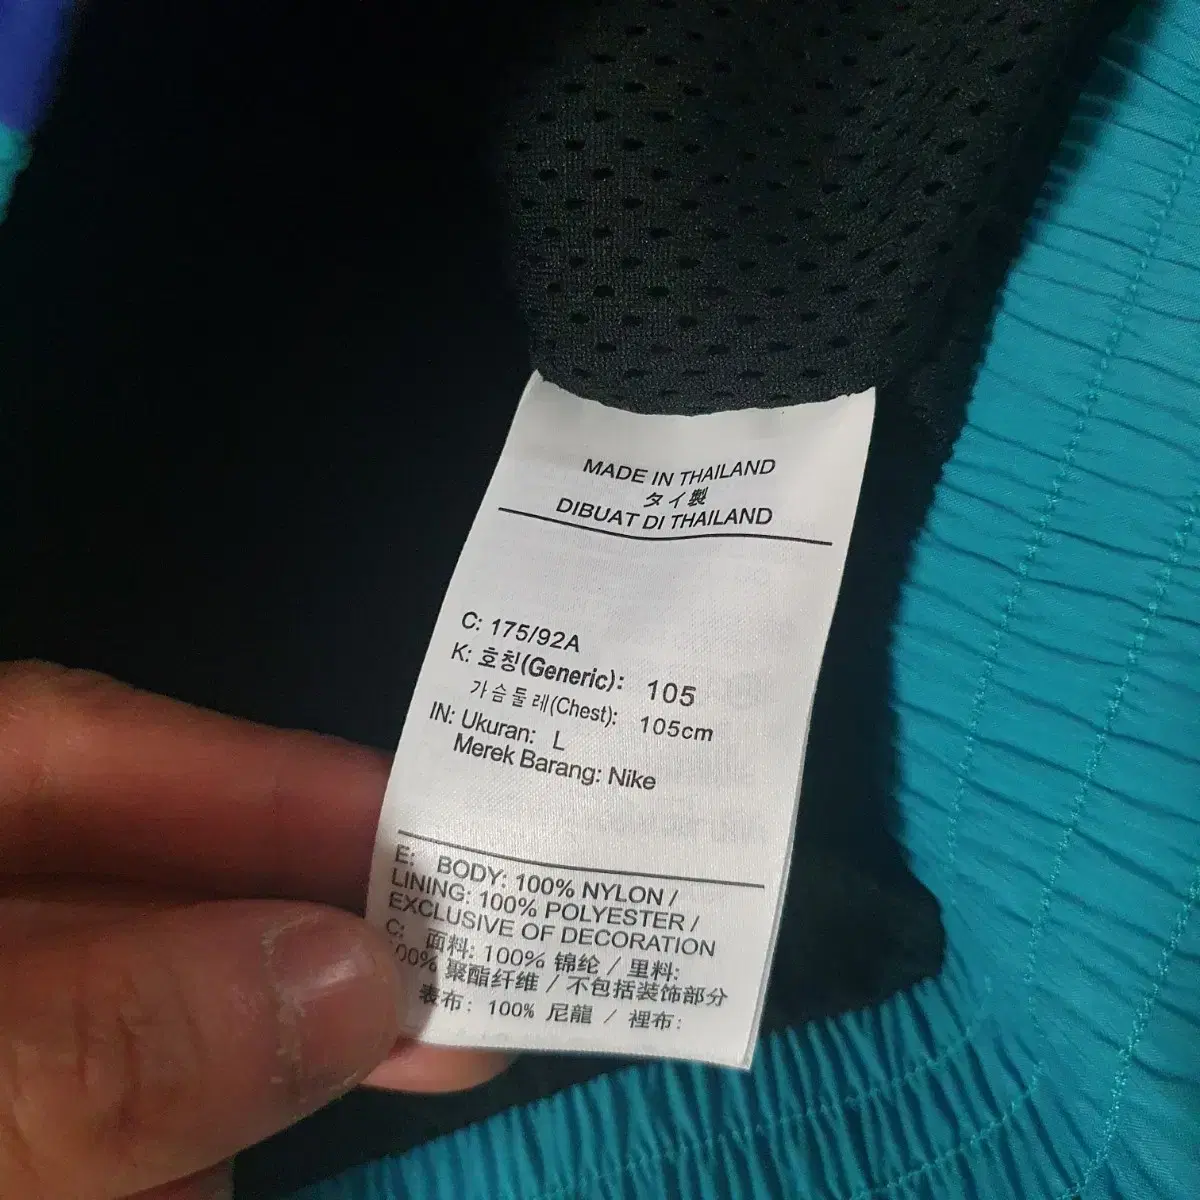 MADE IN THAILAND
タイ製
DIBUAT DI THAILAND
C: 175/92A
K: 호칭(Generic): 105
가슴둘레(Chest): 105cm
IN: Ukuran: L
Merek Barang: Nike
E: BODY: 100% NYLON /
LINING: 100% POLYESTER /
EXCLUSIVE OF DECORATION
C: 面料: 100% 锦纶 / 里料:
00% 聚酯纤维 / 不包括装饰部分
表布: 100% 尼龍 / 裡布: